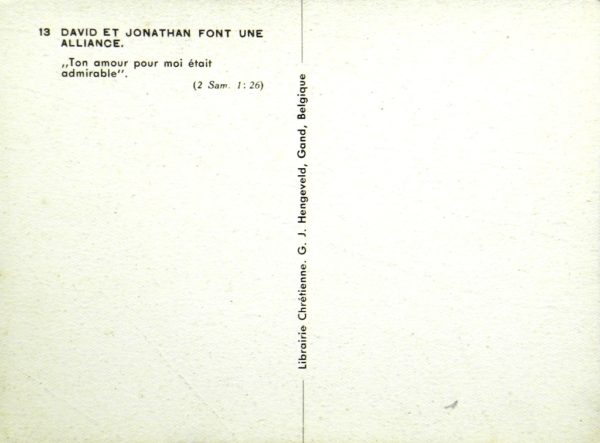 13 DAVID ET JONATHAN FONT UNE
ALLIANCE.
„Ton amour pour moi était
admirable”.
(2 Sam. 1:26)
Librairie Chrétienne. G. J. Hengeveld, Gand, Belgique